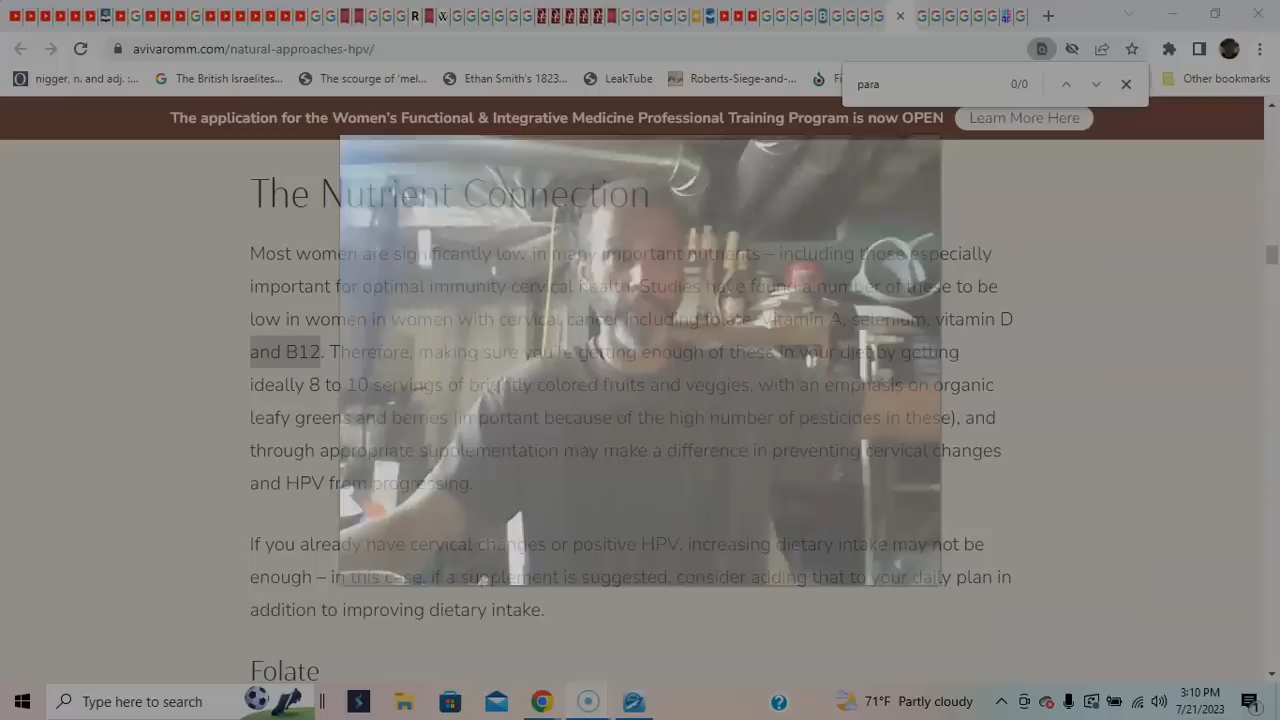 avivaromm.com/natural-approaches-hpv/
nigger, n. and adj. :...
The British Israelites...
The scourge of 'mel...
Ethan Smith's 1823...
LeakTube
Roberts-Siege-and-...
Fi
Other bookmarks
para
0/0
The application for the Women's Functional & Integrative Medicine Professional Training Program is now OPEN
Learn More Here
The Nutrient Connection
Most women are significantly low in many important nutrients – including those especially
important for optimal immunity cervical health. Studies have found a number of these to be
low in women in women with cervical cancer including folate, vitamin A, selenium, vitamin D
and B12. Therefore, making sure you're getting enough of these in your diet by getting
ideally 8 to 10 servings of brightly colored fruits and veggies, with an emphasis on organic
leafy greens and berries (important because of the high number of pesticides in these), and
through appropriate supplementation may make a difference in preventing cervical changes
and HPV from progressing.
If you already have cervical changes or positive HPV, increasing dietary intake may not be
enough – in this case, if a supplement is suggested, consider adding that to your daily plan in
addition to improving dietary intake.
Folate
Type here to search
71°F Partly cloudy
3:10 PM
7/21/2023